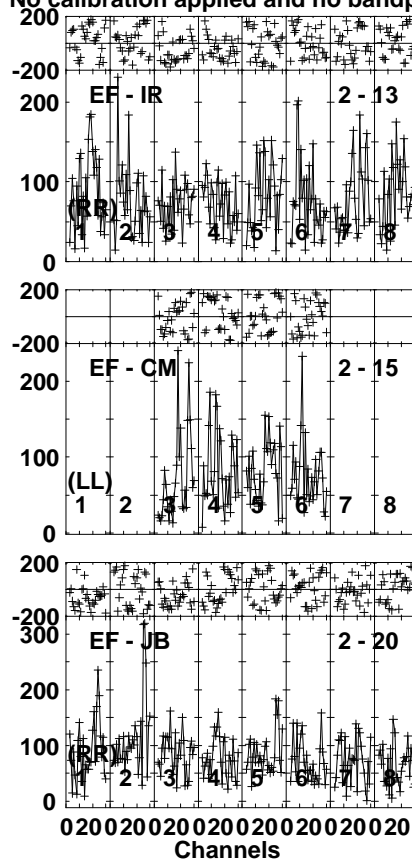 No calibration applied and no bandp
200
-200
EF - IR 2 - 13
200
100
(RR)
1 2 3 4 5 6 7 8
0
200
-200
EF - CM 2 - 15
200
100
(LL)
1 2 3 4 5 6 7 8
0
200
-200
300
EF - JB 2 - 20
200
100
(RR)
1 2 3 4 5 6 7 8
0
0 20 0 20 0 20 0 20 0 20 0 20 0 20 0 20
Channels